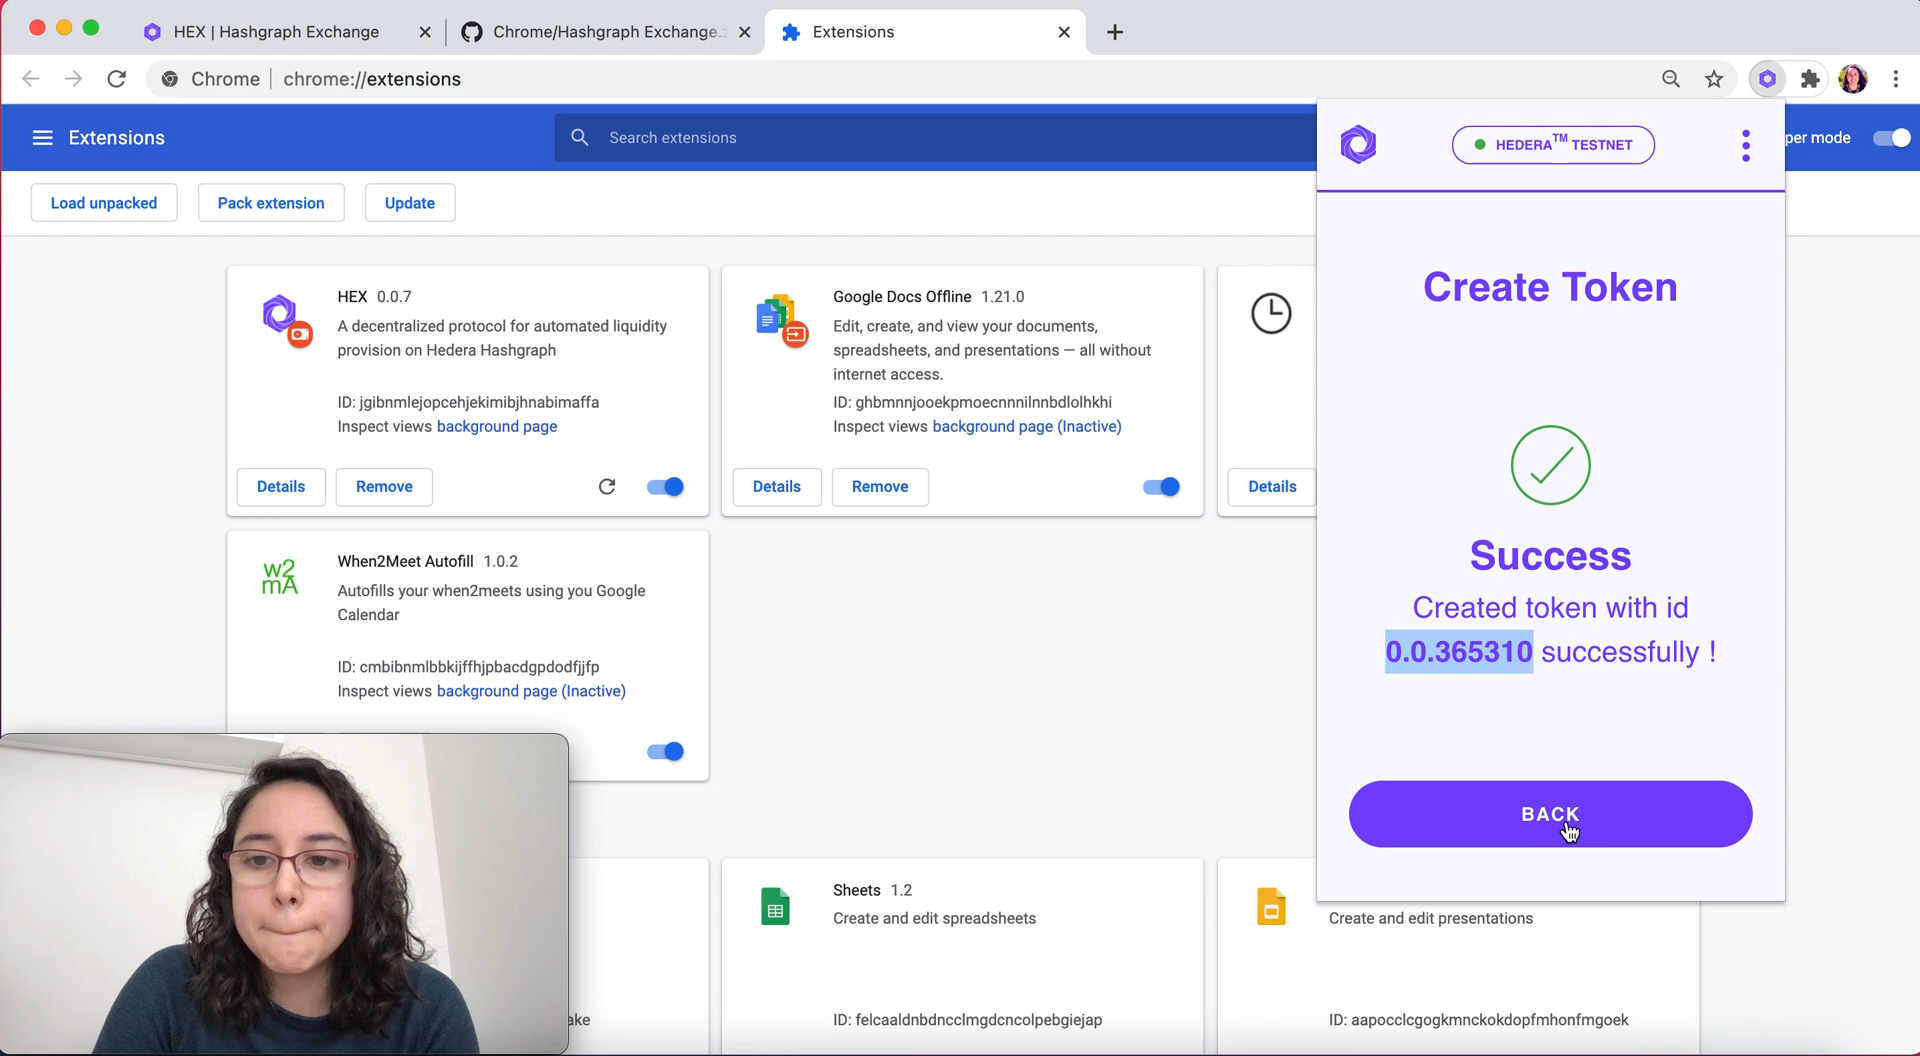 HEX | Hashgraph Exchange
Chrome/Hashgraph Exchange.z
Extensions
Chrome
chrome://extensions
Extensions
Search extensions
per mode
Load unpacked
Pack extension
Update
HEX 0.0.7
A decentralized protocol for automated liquidity
provision on Hedera Hashgraph
ID: jgibnmlejopcehjekimibjhnabimaffa
Inspect views background page
Details
Remove
Google Docs Offline 1.21.0
Edit, create, and view your documents,
spreadsheets, and presentations — all without
internet access.
ID: ghbmnnjooekpmoecnnnilnnbdlolhkhi
Inspect views background page (Inactive)
Details
Remove
Details
w2
mA
When2Meet Autofill 1.0.2
Autofills your when2meets using you Google
Calendar
ID: cmbibnmlbbkijffhjpbacdgpdodfjjfp
Inspect views background page (Inactive)
ake
Sheets 1.2
Create and edit spreadsheets
ID: felcaaldnbdncclmgdcncolpebgiejap
Create and edit presentations
ID: aapocclcgogkmnckokdopfmhonfmgoek
HEDERA™ TESTNET
Create Token
Success
Created token with id
0.0.365310 successfully !
BACK